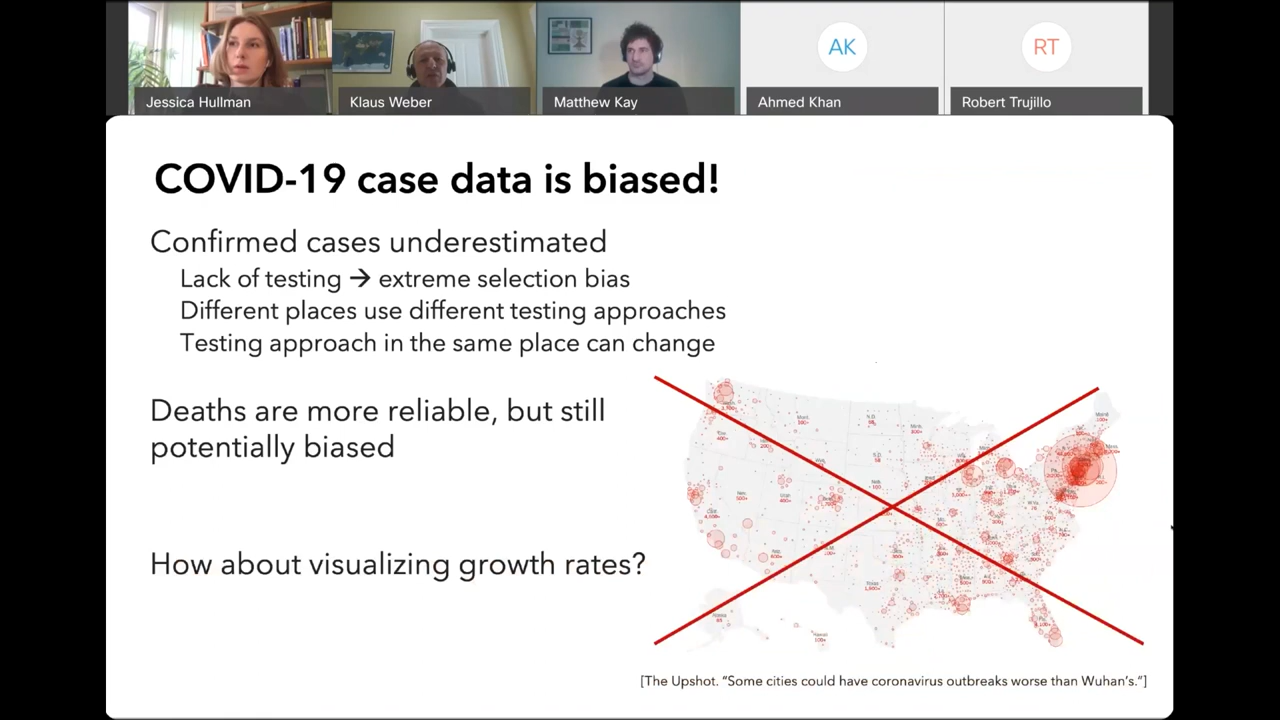 AK
RT
Jessica Hullman
Klaus Weber
Matthew Kay
Ahmed Khan
Robert Trujillo
COVID-19 case data is biased!
Confirmed cases underestimated
Lack of testing → extreme selection bias
Different places use different testing approaches
Testing approach in the same place can change
Deaths are more reliable, but still
potentially biased
How about visualizing growth rates?
Texas
Hawaii
[The Upshot. “Some cities could have coronavirus outbreaks worse than Wuhan’s.”]